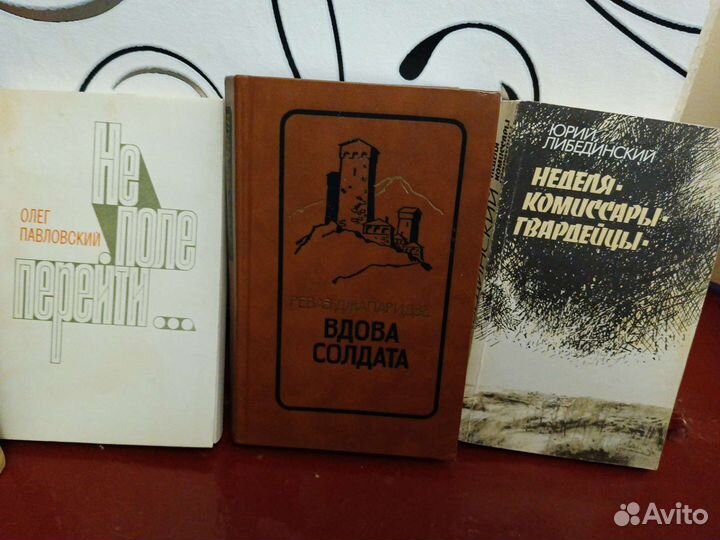 ОЛЕГ
ПАВЛОВСКИЙ
Не
поле
перейти...
РЕВАЗ ДЖАПАРИДЗЕ
ВДОВА
СОЛДАТА
ЮРИЙ
ЛИБЕДИНСКИЙ
НЕДЕЛЯ·
КОМИССАРЫ·
ГВАРДЕЙЦЫ·
Avito